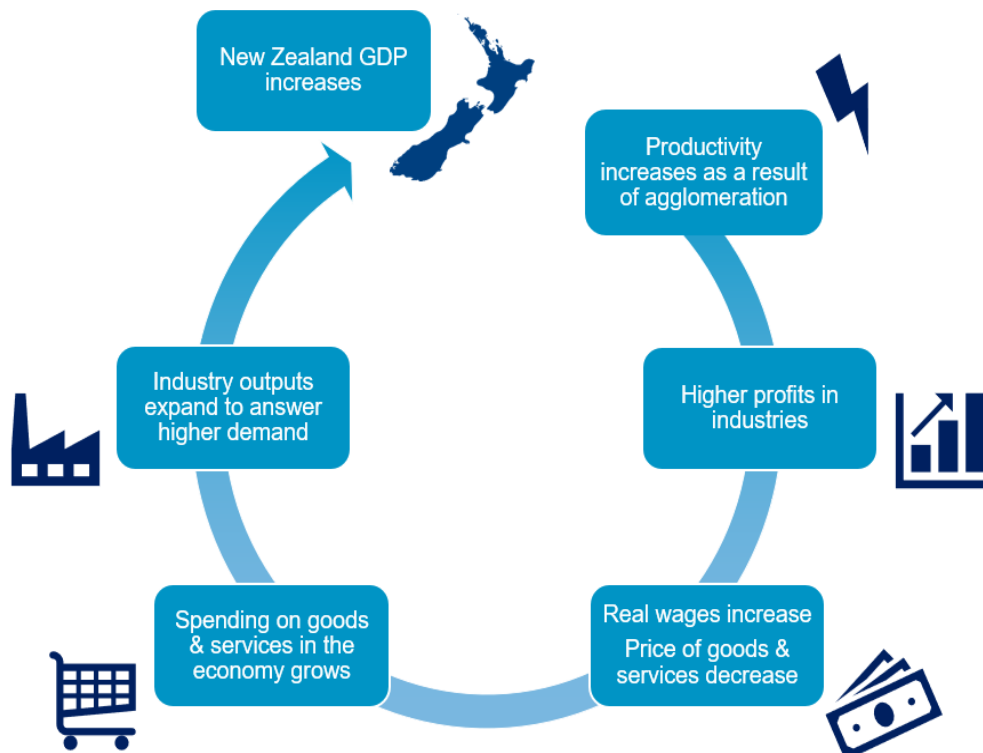 New Zealand GDP
increases
Productivity
increases as a result
of agglomeration
Higher profits in
industries
Real wages increase
Price of goods &
services decrease
Spending on goods
& services in the
economy grows
Industry outputs
expand to answer
higher demand